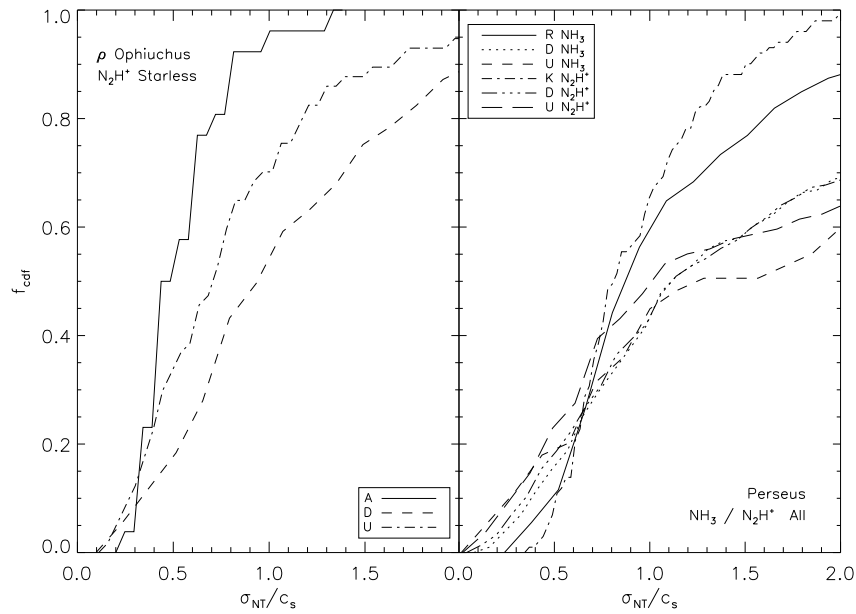 1.0
0.8
0.6
0.4
0.2
0.0
f_cdf
ρ Ophiuchus
N₂H⁺ Starless
A
D
U
0.0 0.5 1.0 1.5
σ_NT/c_s
R NH₃
D NH₃
U NH₃
K N₂H⁺
D N₂H⁺
U N₂H⁺
Perseus
NH₃ / N₂H⁺ All
0.0 0.5 1.0 1.5 2.0
σ_NT/c_s